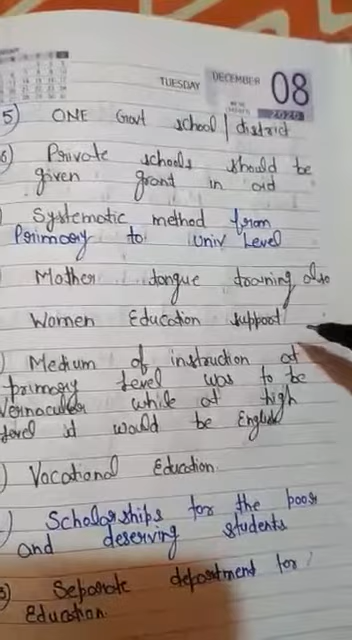 TUESDAY DECEMBER 08
2020
5) ONE Govt school / district
6) Private schools should be
given grant in aid
) Systematic method from
Primary to Univ Level
Mother tongue training also
Women Education support
) Medium of instruction at
primary level was to be
Vernacular while at high
level it would be English
) Vocational Education.
) Scholarships for the poor
and deserving students
3) Separate department for
Education.